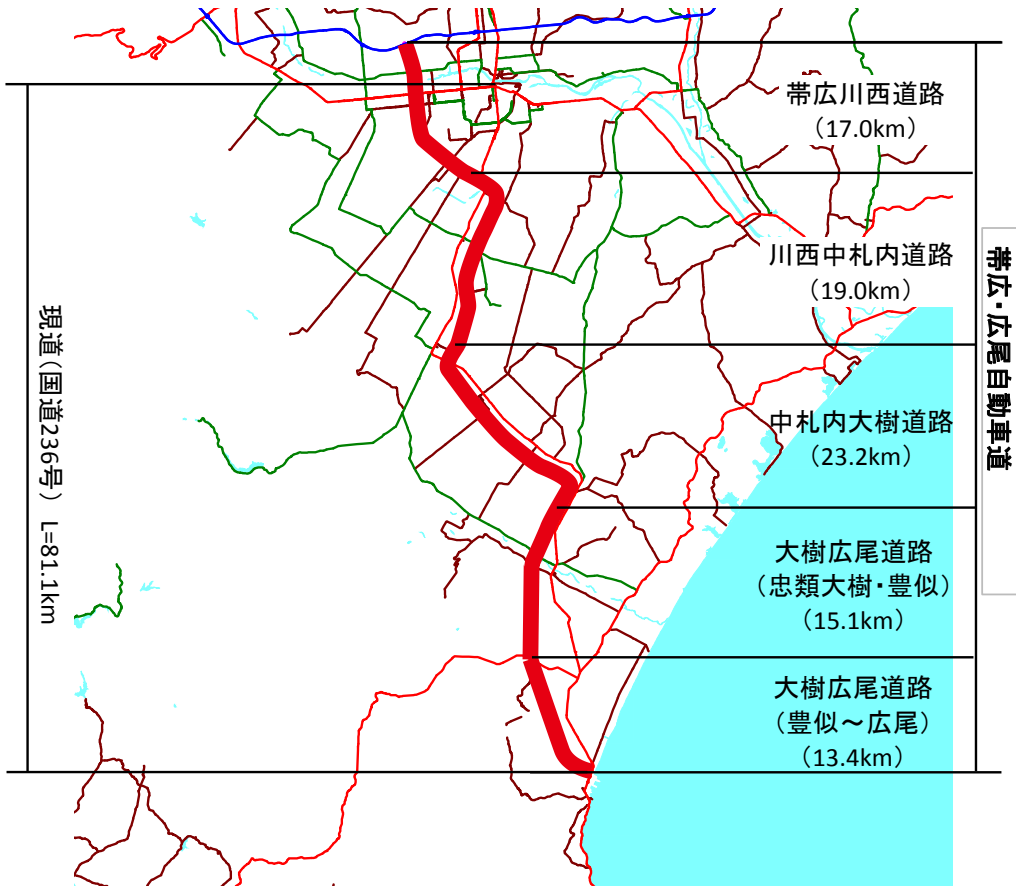 帯広川西道路
（17.0km）
川西中札内道路
（19.0km）
帯広・広尾自動車道
現道（国道236号） L=81.1km
中札内大樹道路
（23.2km）
大樹広尾道路
（忠類大樹・豊似）
（15.1km）
大樹広尾道路
（豊似～広尾）
（13.4km）